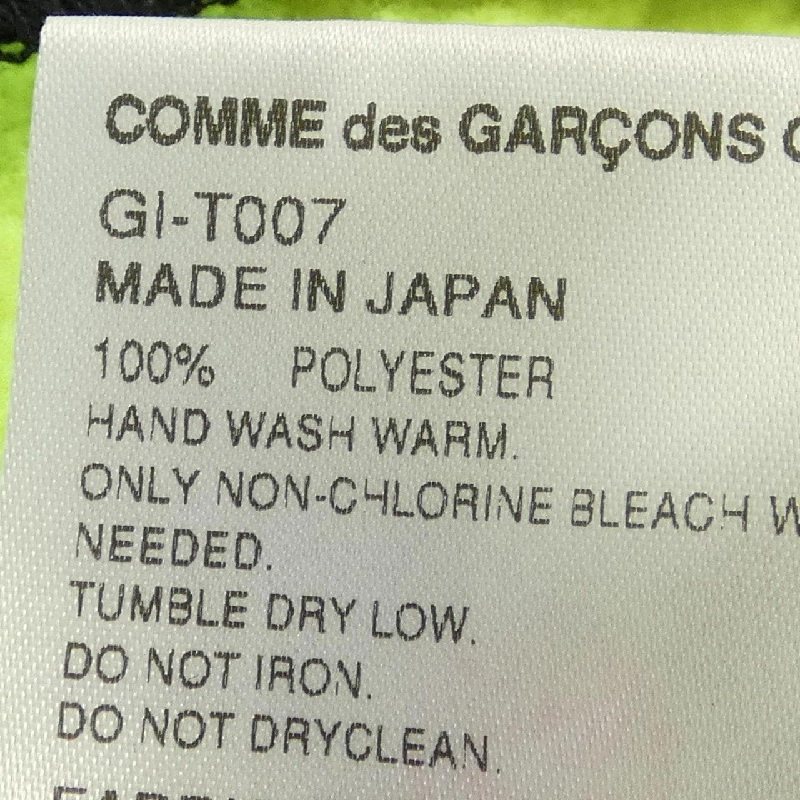 COMME des GARÇONS
GI-T007
MADE IN JAPAN
100% POLYESTER
HAND WASH WARM.
ONLY NON-CHLORINE BLEACH
NEEDED.
TUMBLE DRY LOW.
DO NOT IRON.
DO NOT DRYCLEAN.